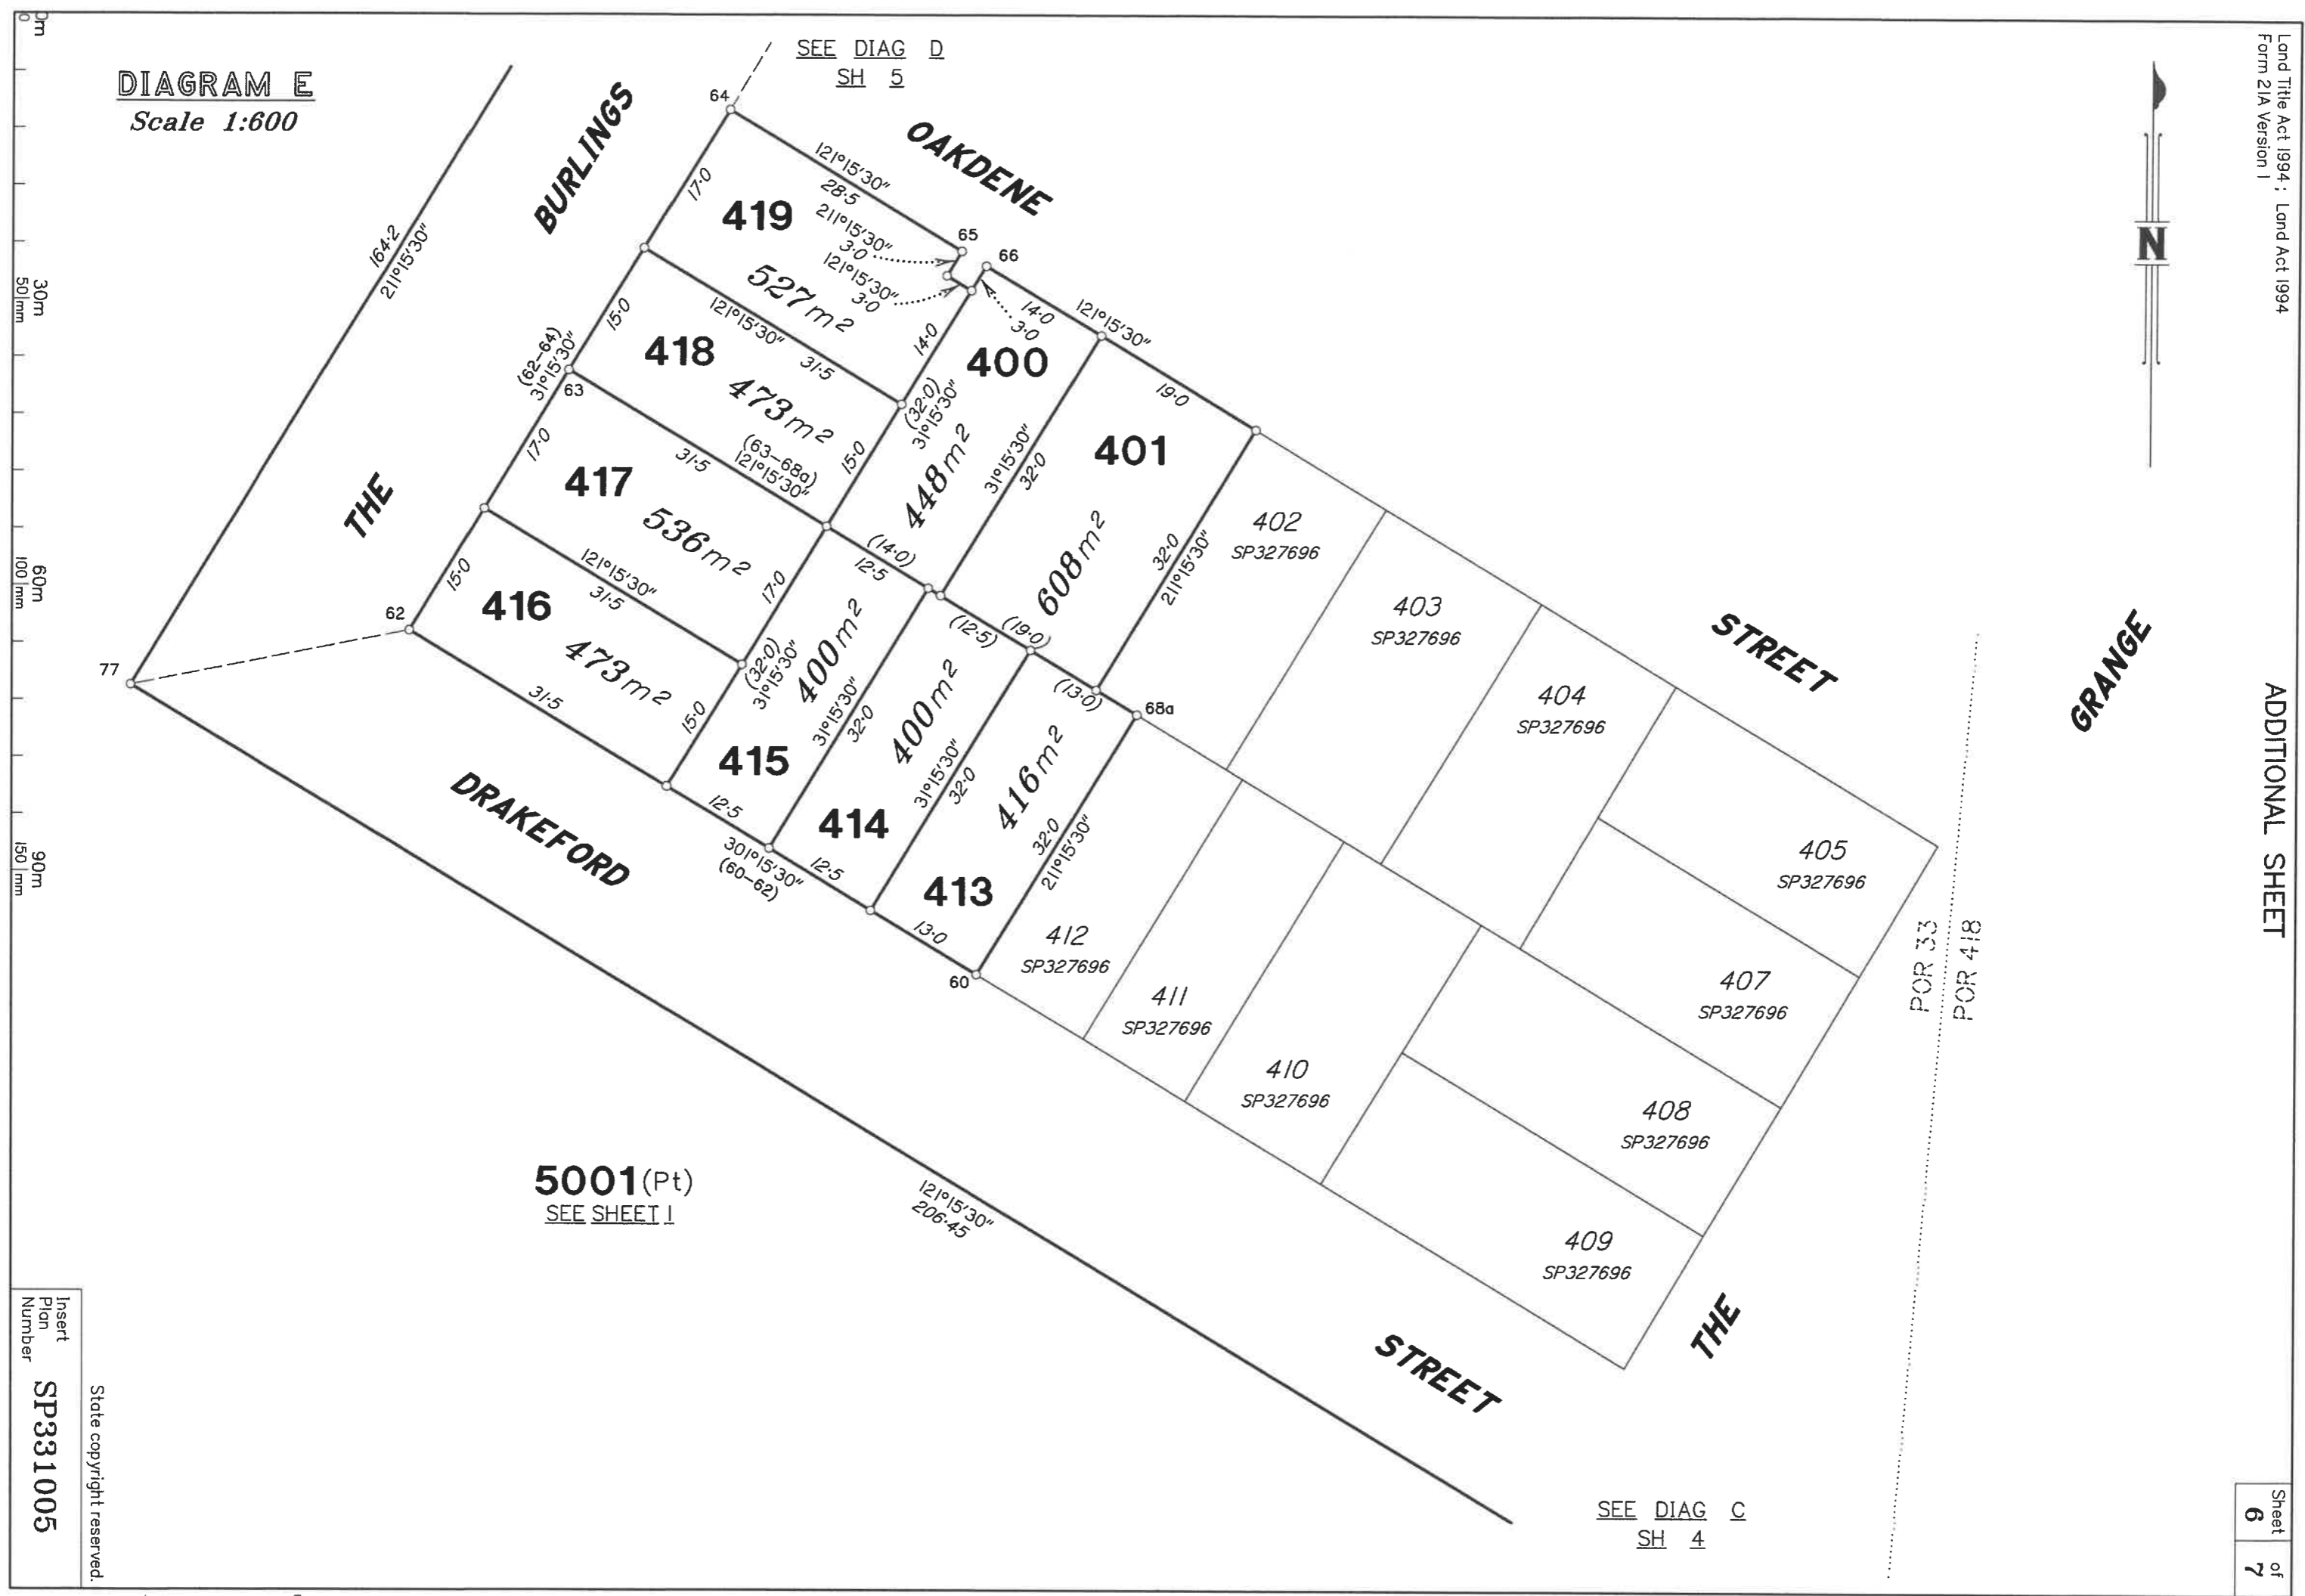 Land Title Act 1994 ; Land Act 1994
Form 21A Version 1
ADDITIONAL SHEET
Sheet 6 of 7
0m
0
30m
50 mm
60m
100 mm
90m
150 mm
DIAGRAM E
Scale 1:600
SEE DIAG D
SH 5
N
BURLINGS
THE
OAKDENE
STREET
GRANGE
THE
DRAKEFORD
STREET
164·2
211°15'30"
64
121°15'30"
28·5
17·0
419
527m²
211°15'30"
3·0
121°15'30"
3·0
65
66
3·0
14·0
121°15'30"
19·0
15·0
121°15'30"
31·5
14·0
418
473m²
400
448m²
(32·0)
31°15'30"
15·0
31°15'30"
32·0
401
608m²
32·0
211°15'30"
(62-64)
31°15'30"
63
17·0
31·5
(63-68a)
121°15'30"
417
536m²
17·0
(14·0)
12·5
(12·5)
(19·0)
(13·0)
68a
15·0
121°15'30"
31·5
62
416
473m²
31·5
15·0
(32·0)
31°15'30"
400m²
415
31°15'30"
32·0
400m²
414
31°15'30"
32·0
416m²
413
32·0
211°15'30"
12·5
301°15'30"
(60-62)
12·5
13·0
60
77
402
SP327696
403
SP327696
404
SP327696
405
SP327696
407
SP327696
408
SP327696
409
SP327696
410
SP327696
411
SP327696
412
SP327696
POR 33
POR 418
5001(Pt)
SEE SHEET 1
121°15'30"
206·45
SEE DIAG C
SH 4
State copyright reserved.
Insert
Plan
Number
SP331005